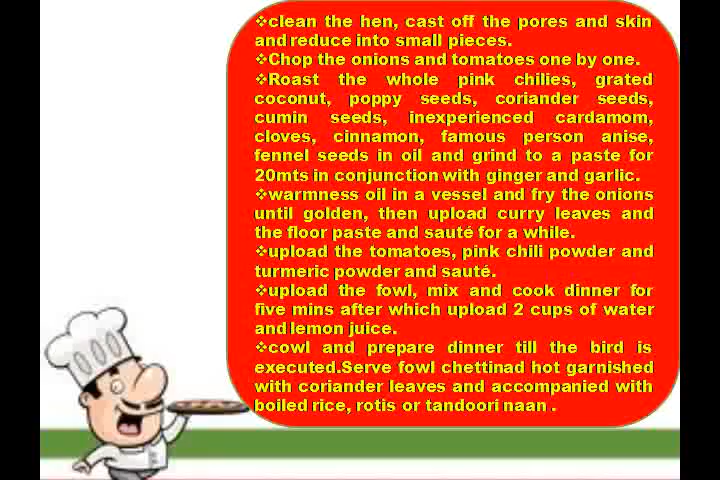 ❖clean the hen, cast off the pores and skin
and reduce into small pieces.
❖Chop the onions and tomatoes one by one.
❖Roast the whole pink chilies, grated
coconut, poppy seeds, coriander seeds,
cumin seeds, inexperienced cardamom,
cloves, cinnamon, famous person anise,
fennel seeds in oil and grind to a paste for
20mts in conjunction with ginger and garlic.
❖warmness oil in a vessel and fry the onions
until golden, then upload curry leaves and
the floor paste and sauté for a while.
❖upload the tomatoes, pink chili powder and
turmeric powder and sauté.
❖upload the fowl, mix and cook dinner for
five mins after which upload 2 cups of water
and lemon juice.
❖cowl and prepare dinner till the bird is
executed.Serve fowl chettinad hot garnished
with coriander leaves and accompanied with
boiled rice, rotis or tandoori naan .